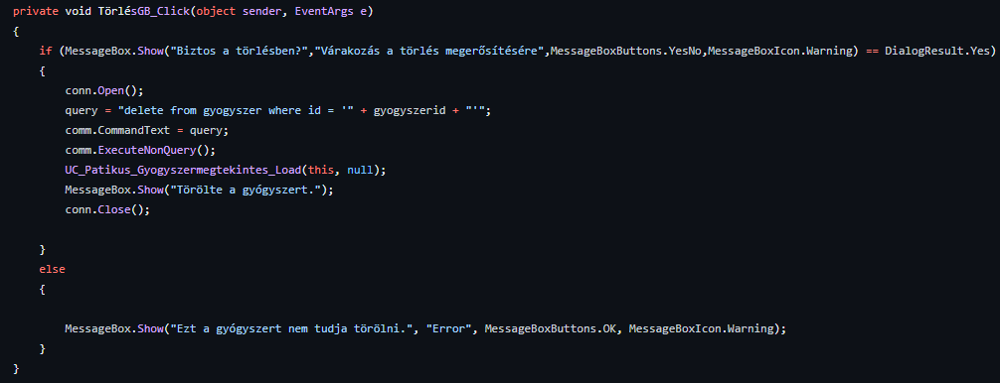 private void TörlésGB_Click(object sender, EventArgs e)
{
if (MessageBox.Show("Biztos a törlésben?","Várakozás a törlés megerősítésére",MessageBoxButtons.YesNo,MessageBoxIcon.Warning) == DialogResult.Yes)
{
conn.Open();
query = "delete from gyogyszer where id = '" + gyogyszerid + "'";
comm.CommandText = query;
comm.ExecuteNonQuery();
UC_Patikus_Gyogyszermegtekintes_Load(this, null);
MessageBox.Show("Törölte a gyógyszert.");
conn.Close();
}
else
{
MessageBox.Show("Ezt a gyógyszert nem tudja törölni.", "Error", MessageBoxButtons.OK, MessageBoxIcon.Warning);
}
}